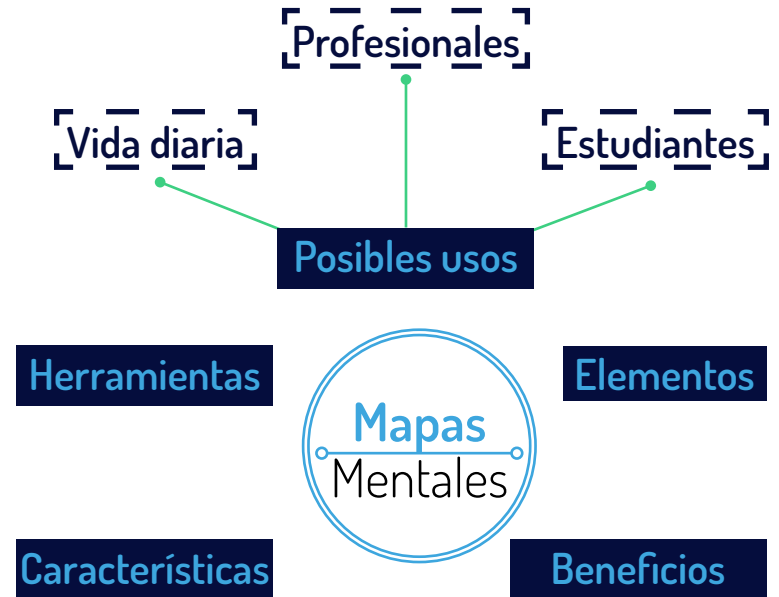 Profesionales
Vida diaria
Estudiantes
Posibles usos
Herramientas
Elementos
Mapas
Mentales
Características
Beneficios